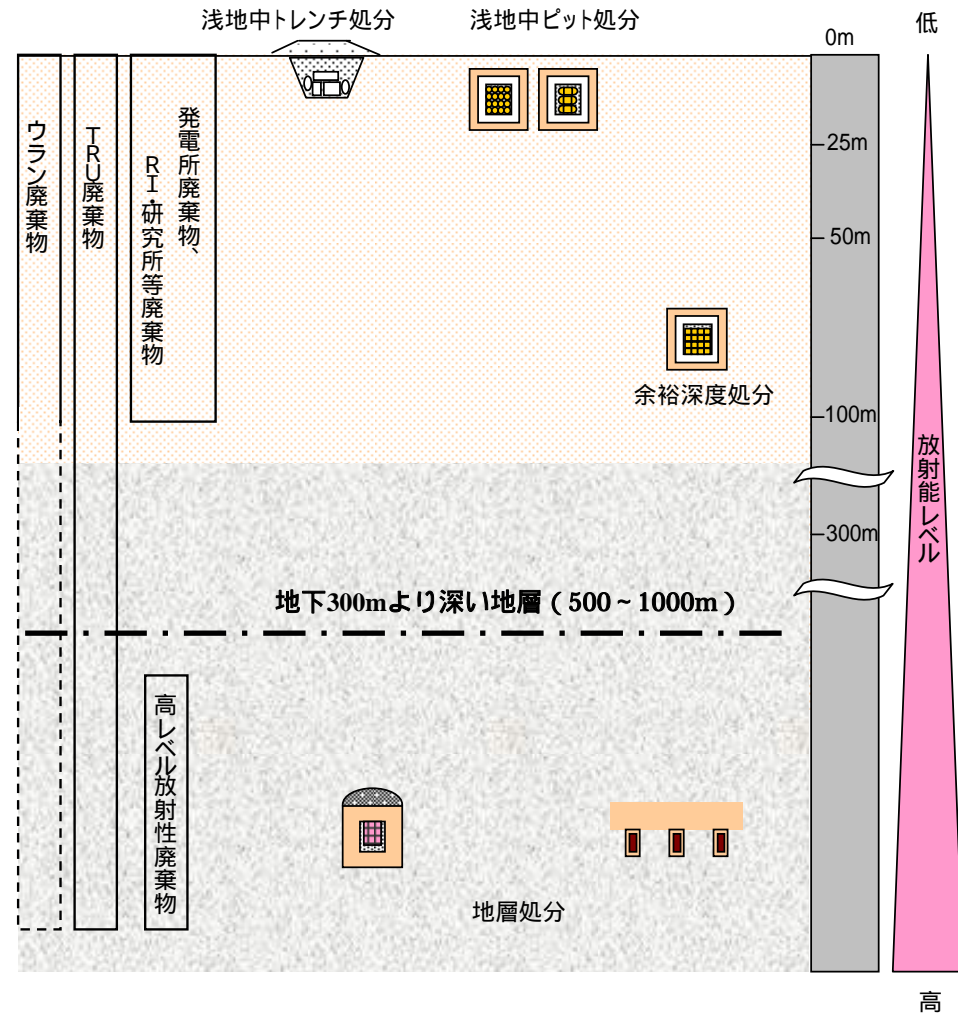 浅地中トレンチ処分
浅地中ピット処分
0m
低
ウラン廃棄物
TRU廃棄物
発電所廃棄物、
RI・研究所等廃棄物
25m
50m
余裕深度処分
100m
放射能レベル
300m
地下300mより深い地層(500~1000m)
高レベル放射性廃棄物
地層処分
高